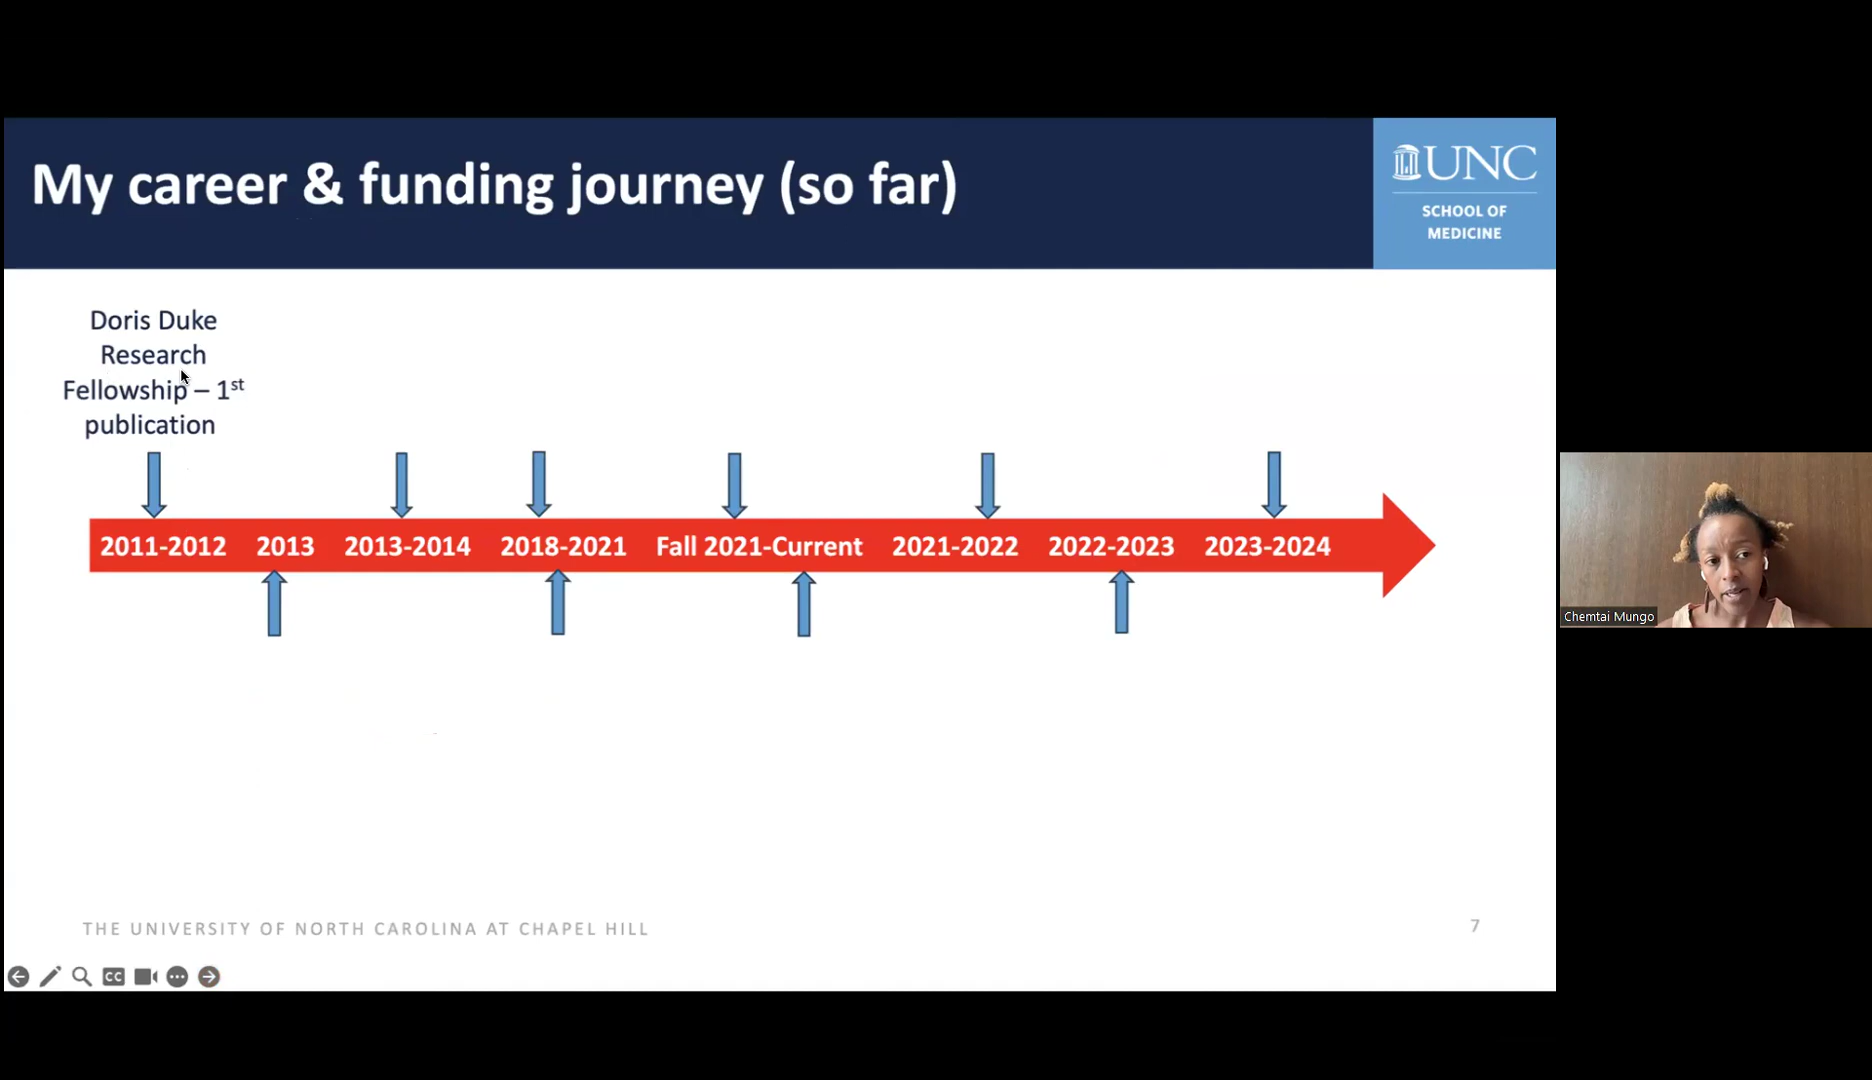 My career & funding journey (so far)
UNC
SCHOOL OF
MEDICINE
Doris Duke
Research
Fellowship – 1st
publication
2011-2012 2013 2013-2014 2018-2021 Fall 2021-Current 2021-2022 2022-2023 2023-2024
Chemtai Mungo
THE UNIVERSITY OF NORTH CAROLINA AT CHAPEL HILL
7
CC